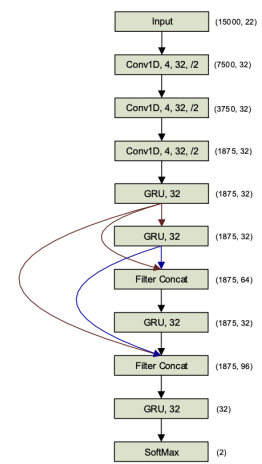 Input (15000, 22)
Conv1D, 4, 32, /2 (7500, 32)
Conv1D, 4, 32, /2 (3750, 32)
Conv1D, 4, 32, /2 (1875, 32)
GRU, 32 (1875, 32)
GRU, 32 (1875, 32)
Filter Concat (1875, 64)
GRU, 32 (1875, 32)
Filter Concat (1875, 96)
GRU, 32 (32)
SoftMax (2)